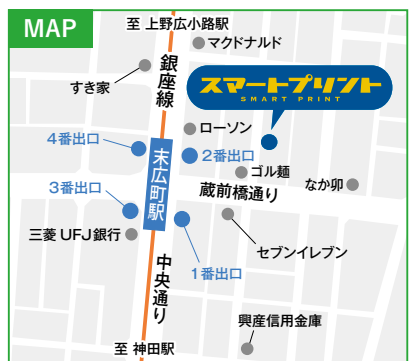 MAP
至 上野広小路駅
マクドナルド
銀座線
すき家
スマートプリント
SMART PRINT
ローソン
4番出口
2番出口
末広町駅
ゴル麺
なか卯
蔵前橋通り
3番出口
三菱UFJ銀行
1番出口
セブンイレブン
中央通り
興産信用金庫
至 神田駅